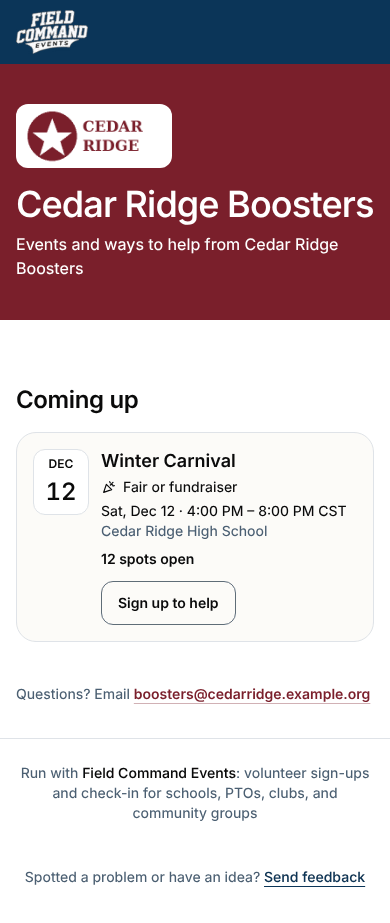 FIELD
COMMAND
EVENTS
CEDAR
RIDGE
Cedar Ridge Boosters
Events and ways to help from Cedar Ridge
Boosters
Coming up
DEC
12
Winter Carnival
Fair or fundraiser
Sat, Dec 12 · 4:00 PM – 8:00 PM CST
Cedar Ridge High School
12 spots open
Sign up to help
Questions? Email boosters@cedarridge.example.org
Run with Field Command Events: volunteer sign-ups
and check-in for schools, PTOs, clubs, and
community groups
Spotted a problem or have an idea? Send feedback